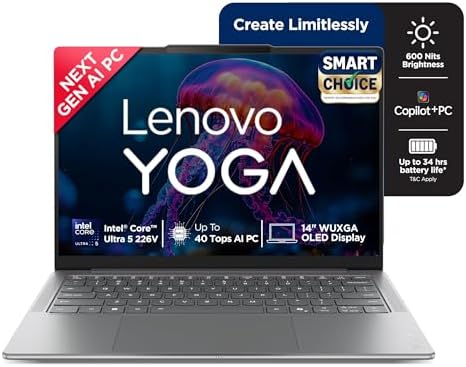 Create Limitlessly
600 Nits
Brightness
Copilot+PC
Up to 34 hrs
battery life*
T&C Apply
NEXT
GEN AI PC
SMART
CHOICE
Lenovo
YOGA
intel
CORE
ULTRA 5
Intel® Core™
Ultra 5 226V
Up To
40 Tops AI PC
14" WUXGA
OLED Display